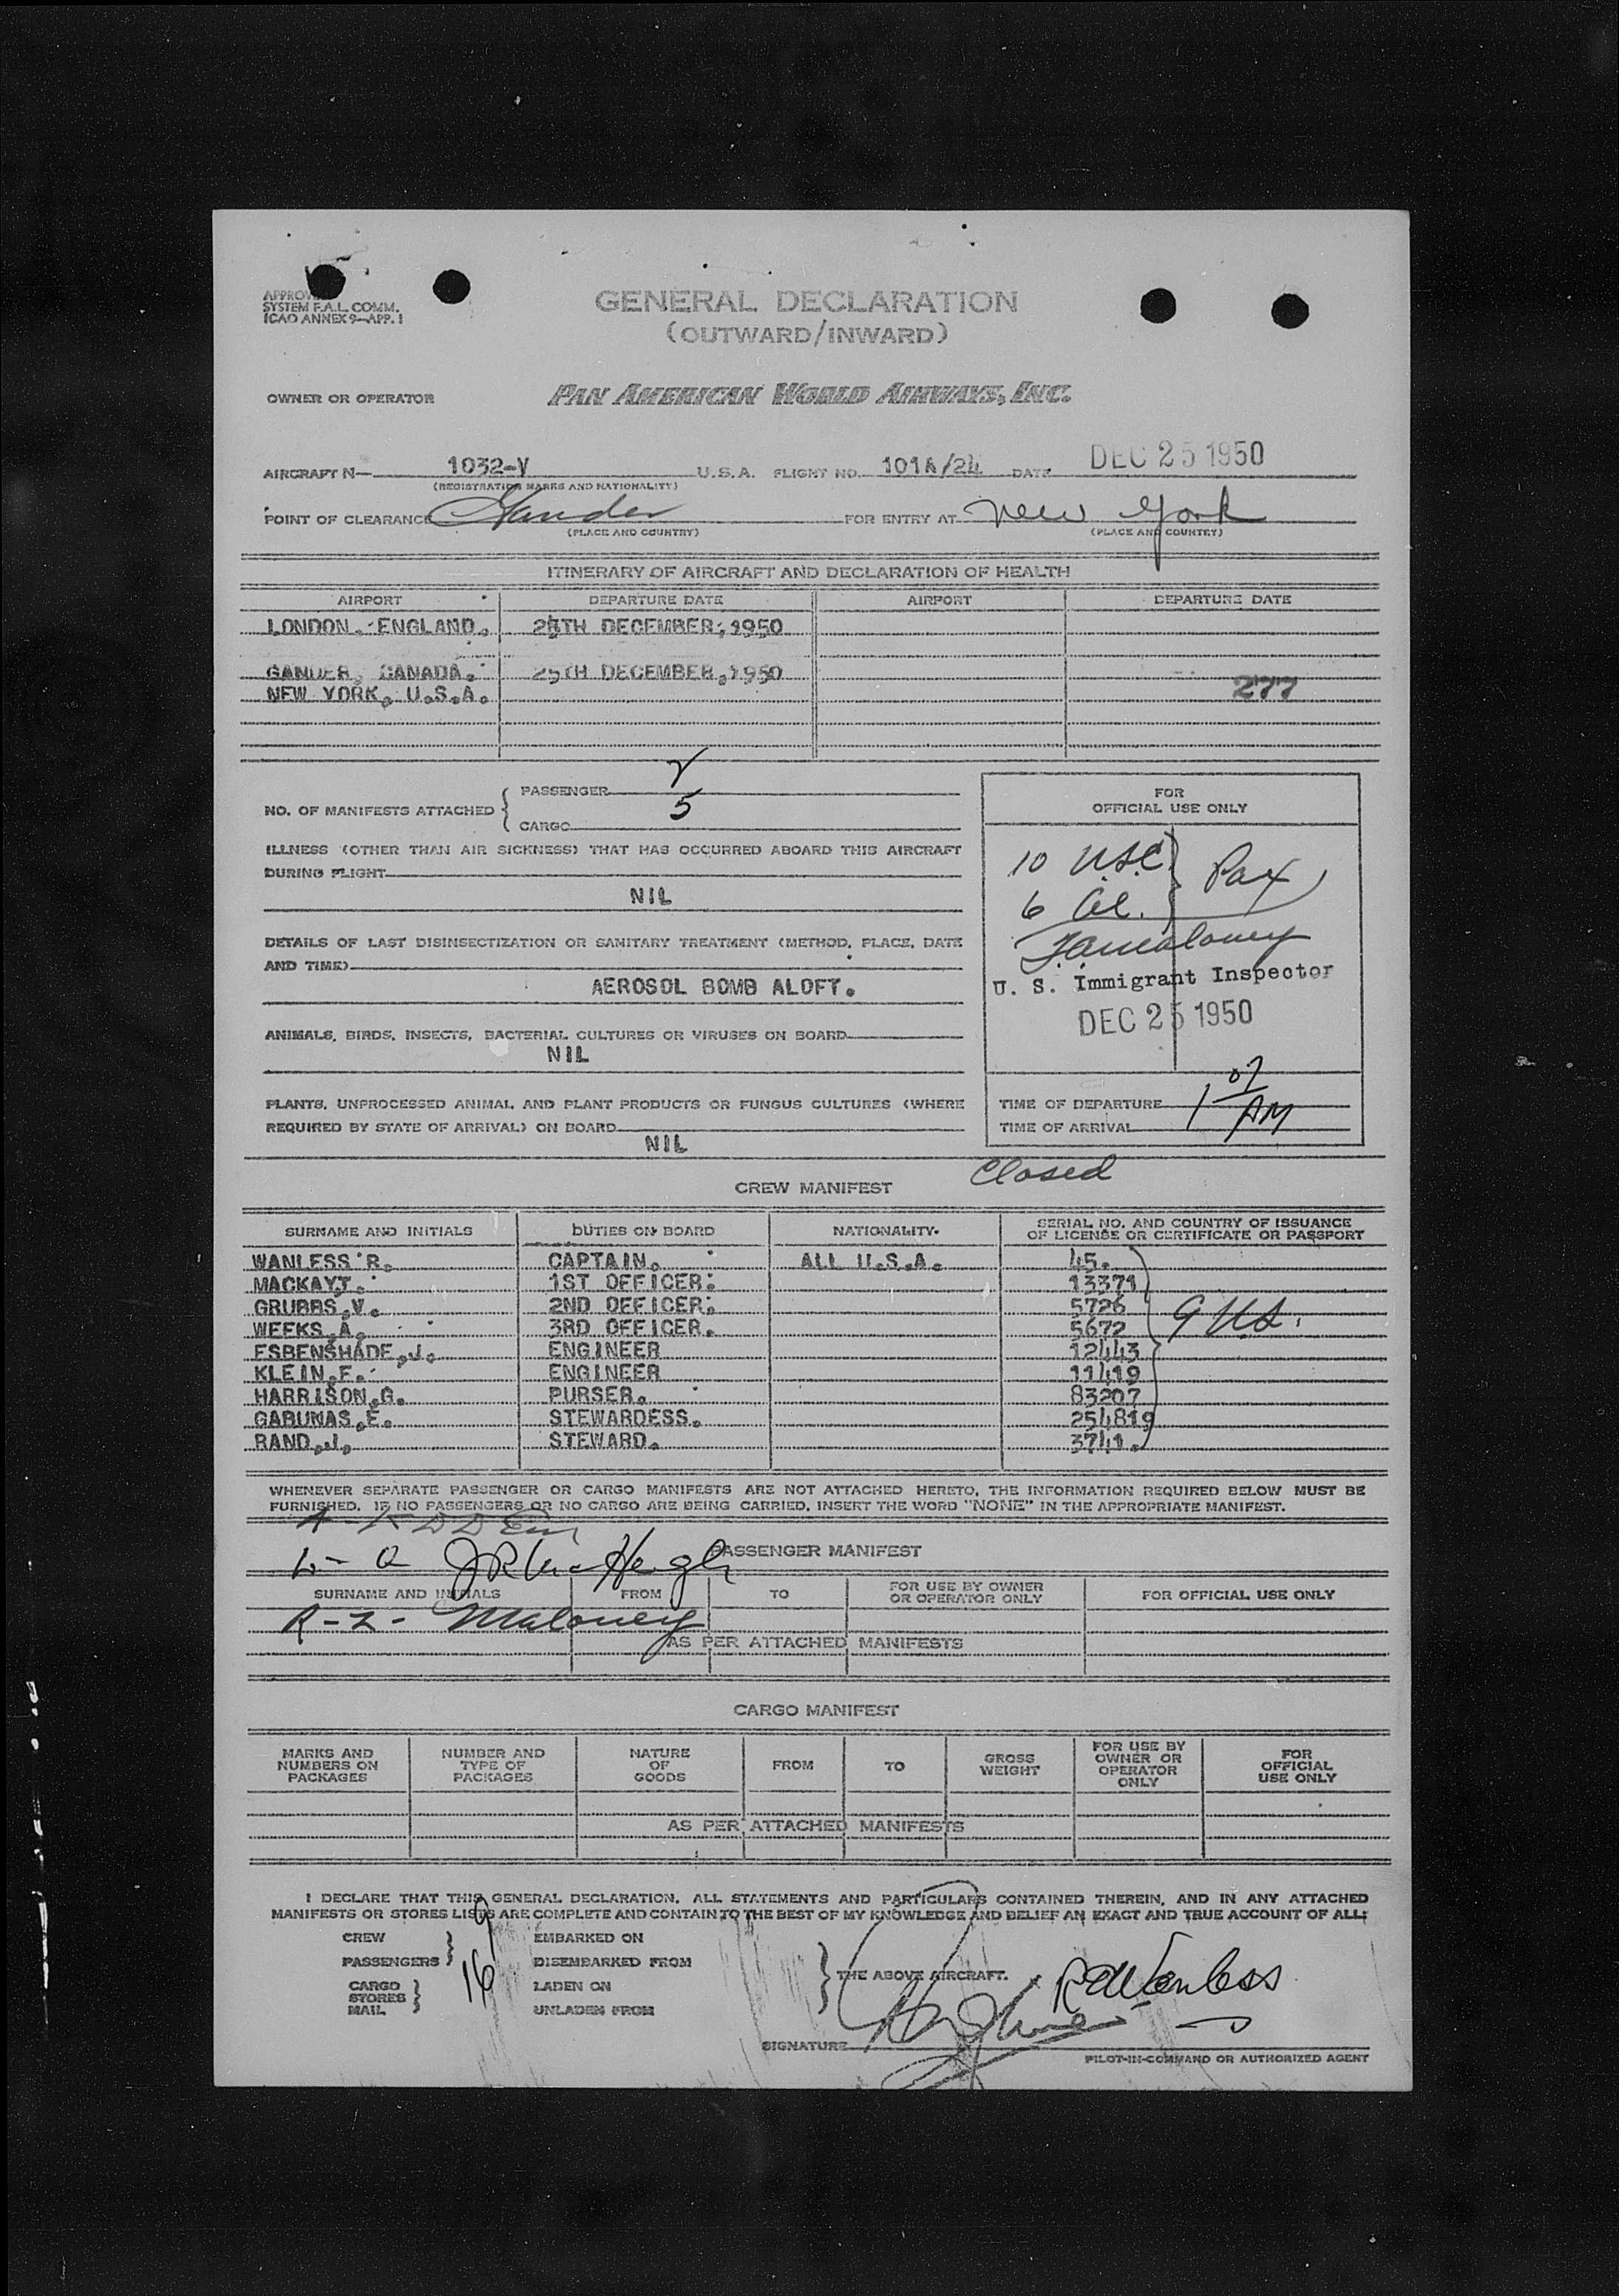 SYSTEM F.A.L. COMM.
ICAO ANNEX 9—APP. 1
GENERAL DECLARATION
(OUTWARD/INWARD)
OWNER OR OPERATOR PAN AMERICAN WORLD AIRWAYS, INC.
AIRCRAFT N— 1032-V U.S.A. FLIGHT NO. 101A/24 DATE DEC 25 1950
(REGISTRATION MARKS AND NATIONALITY)
POINT OF CLEARANCE Gander FOR ENTRY AT New York
(PLACE AND COUNTRY) (PLACE AND COUNTRY)
ITINERARY OF AIRCRAFT AND DECLARATION OF HEALTH
AIRPORT DEPARTURE DATE AIRPORT DEPARTURE DATE
LONDON. ENGLAND. DECEMBER, 1950
GANDER, CANADA. 25TH DECEMBER, 1950
NEW YORK, U.S.A. 277
NO. OF MANIFESTS ATTACHED { PASSENGER
CARGO 5
ILLNESS (OTHER THAN AIR SICKNESS) THAT HAS OCCURRED ABOARD THIS AIRCRAFT
DURING FLIGHT
NIL
DETAILS OF LAST DISINSECTIZATION OR SANITARY TREATMENT (METHOD, PLACE, DATE
AND TIME)
AEROSOL BOMB ALOFT.
ANIMALS, BIRDS, INSECTS, BACTERIAL CULTURES OR VIRUSES ON BOARD
NIL
PLANTS, UNPROCESSED ANIMAL AND PLANT PRODUCTS OR FUNGUS CULTURES (WHERE
REQUIRED BY STATE OF ARRIVAL) ON BOARD
NIL
FOR
OFFICIAL USE ONLY
10 USC } Pax
6 Al.
F.A. Maloney
U. S. Immigrant Inspector
DEC 25 1950
TIME OF DEPARTURE
TIME OF ARRIVAL 1 07 AM
Closed
CREW MANIFEST
SURNAME AND INITIALS DUTIES ON BOARD NATIONALITY. SERIAL NO. AND COUNTRY OF ISSUANCE
OF LICENSE OR CERTIFICATE OR PASSPORT
WANLESS R. CAPTAIN. ALL U.S.A. 45.
MACKAY,T. 1ST OFFICER. 13371
GRUBBS,V. 2ND OFFICER. 5726
WEEKS,A. 3RD OFFICER. 5672
ESBENSHADE,J. ENGINEER 12443
KLEIN,F. ENGINEER 11419
HARRISON,G. PURSER. 83207
GABUNAS,E. STEWARDESS. 254819
RAND,J, STEWARD. 3741.
9 US.
WHENEVER SEPARATE PASSENGER OR CARGO MANIFESTS ARE NOT ATTACHED HERETO, THE INFORMATION REQUIRED BELOW MUST BE
FURNISHED. IF NO PASSENGERS OR NO CARGO ARE BEING CARRIED, INSERT THE WORD "NONE" IN THE APPROPRIATE MANIFEST.
PASSENGER MANIFEST
SURNAME AND INITIALS FROM TO FOR USE BY OWNER
OR OPERATOR ONLY FOR OFFICIAL USE ONLY
R-2- Maloney
AS PER ATTACHED MANIFESTS
CARGO MANIFEST
MARKS AND
NUMBERS ON
PACKAGES
NUMBER AND
TYPE OF
PACKAGES
NATURE
OF
GOODS
FROM
TO
GROSS
WEIGHT
FOR USE BY
OWNER OR
OPERATOR
ONLY
FOR
OFFICIAL
USE ONLY
AS PER ATTACHED MANIFESTS
I DECLARE THAT THIS GENERAL DECLARATION, ALL STATEMENTS AND PARTICULARS CONTAINED THEREIN, AND IN ANY ATTACHED
MANIFESTS OR STORES LISTS ARE COMPLETE AND CONTAIN TO THE BEST OF MY KNOWLEDGE AND BELIEF AN EXACT AND TRUE ACCOUNT OF ALL:
CREW 9 EMBARKED ON
PASSENGERS 16 DISEMBARKED FROM
CARGO LADEN ON
STORES
MAIL UNLADEN FROM
THE ABOVE AIRCRAFT. Wanless
SIGNATURE
PILOT-IN-COMMAND OR AUTHORIZED AGENT